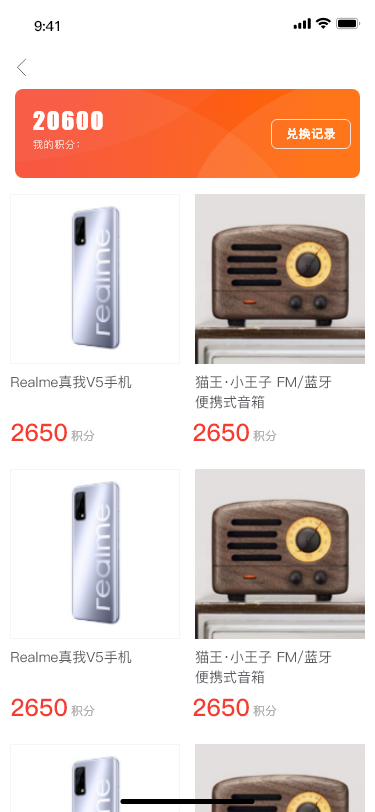 9:41
20600
我的积分：
兑换记录
realme
Realme真我V5手机
猫王·小王子 FM/蓝牙
便携式音箱
2650 积分
2650 积分
realme
Realme真我V5手机
猫王·小王子 FM/蓝牙
便携式音箱
2650 积分
2650 积分